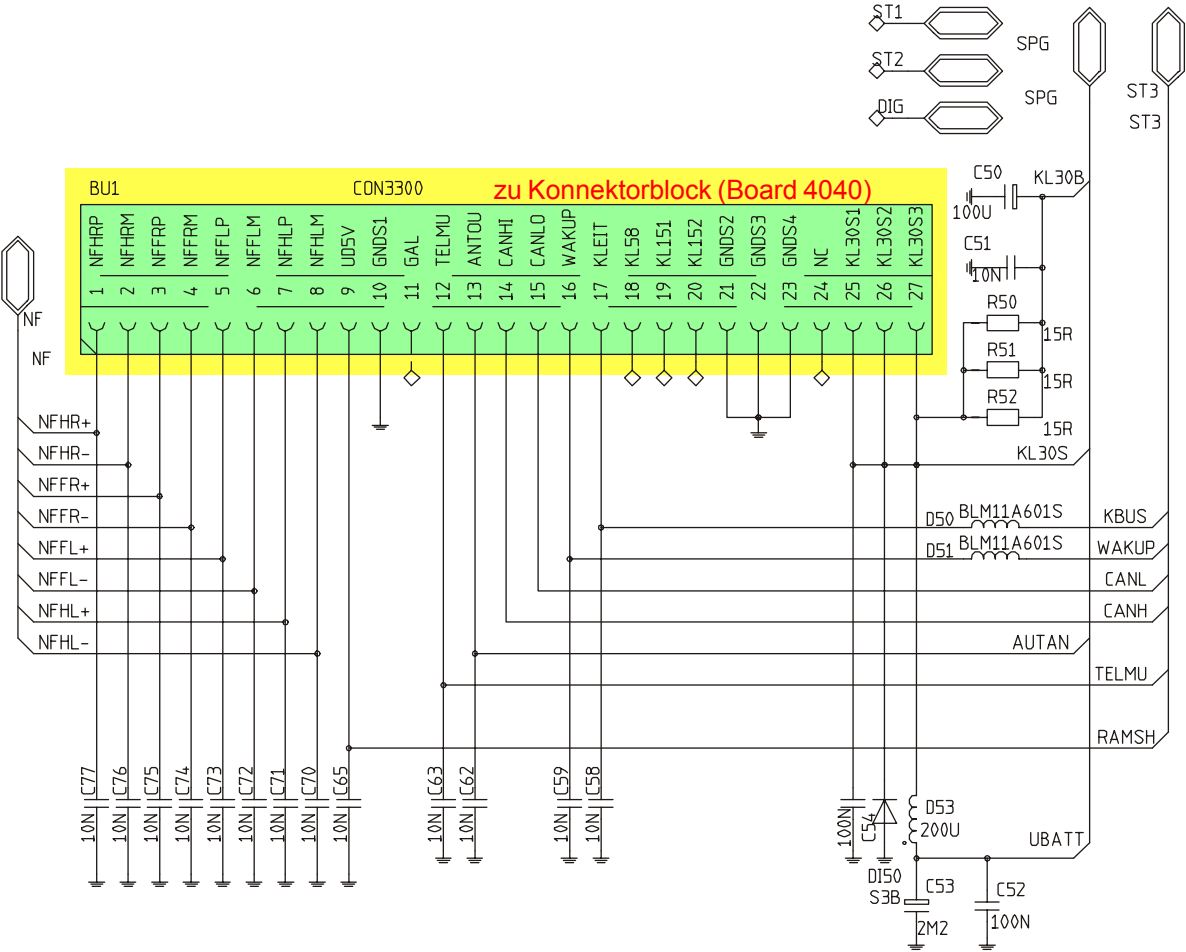 ST1
SPG
ST2
SPG
ST3
DIG
ST3
BU1
CON3300
zu Konnektorblock (Board 4040)
C50
KL30B
100U
C51
10N
R50
15R
R51
15R
R52
15R
NFHRP
NFHRM
NFFRP
NFFRM
NFFLP
NFFLM
NFHLP
NFHLM
UD5V
GNDS1
GAL
TELMU
ANTOU
CANHI
CANLO
WAKUP
KLEIT
KL58
KL151
KL152
GNDS2
GNDS3
GNDS4
NC
KL30S1
KL30S2
KL30S3
1
2
3
4
5
6
7
8
9
10
11
12
13
14
15
16
17
18
19
20
21
22
23
24
25
26
27
NF
NF
NFHR+
NFHR-
NFFR+
NFFR-
NFFL+
NFFL-
NFHL+
NFHL-
KL30S
D50
BLM11A601S
KBUS
D51
BLM11A601S
WAKUP
CANL
CANH
AUTAN
TELMU
RAMSH
C77
10N
C76
10N
C75
10N
C74
10N
C73
10N
C72
10N
C71
10N
C70
10N
C65
10N
C63
10N
C62
10N
C59
10N
C58
10N
100N
C54
D53
200U
UBATT
DI50
S3B
C53
2M2
C52
100N